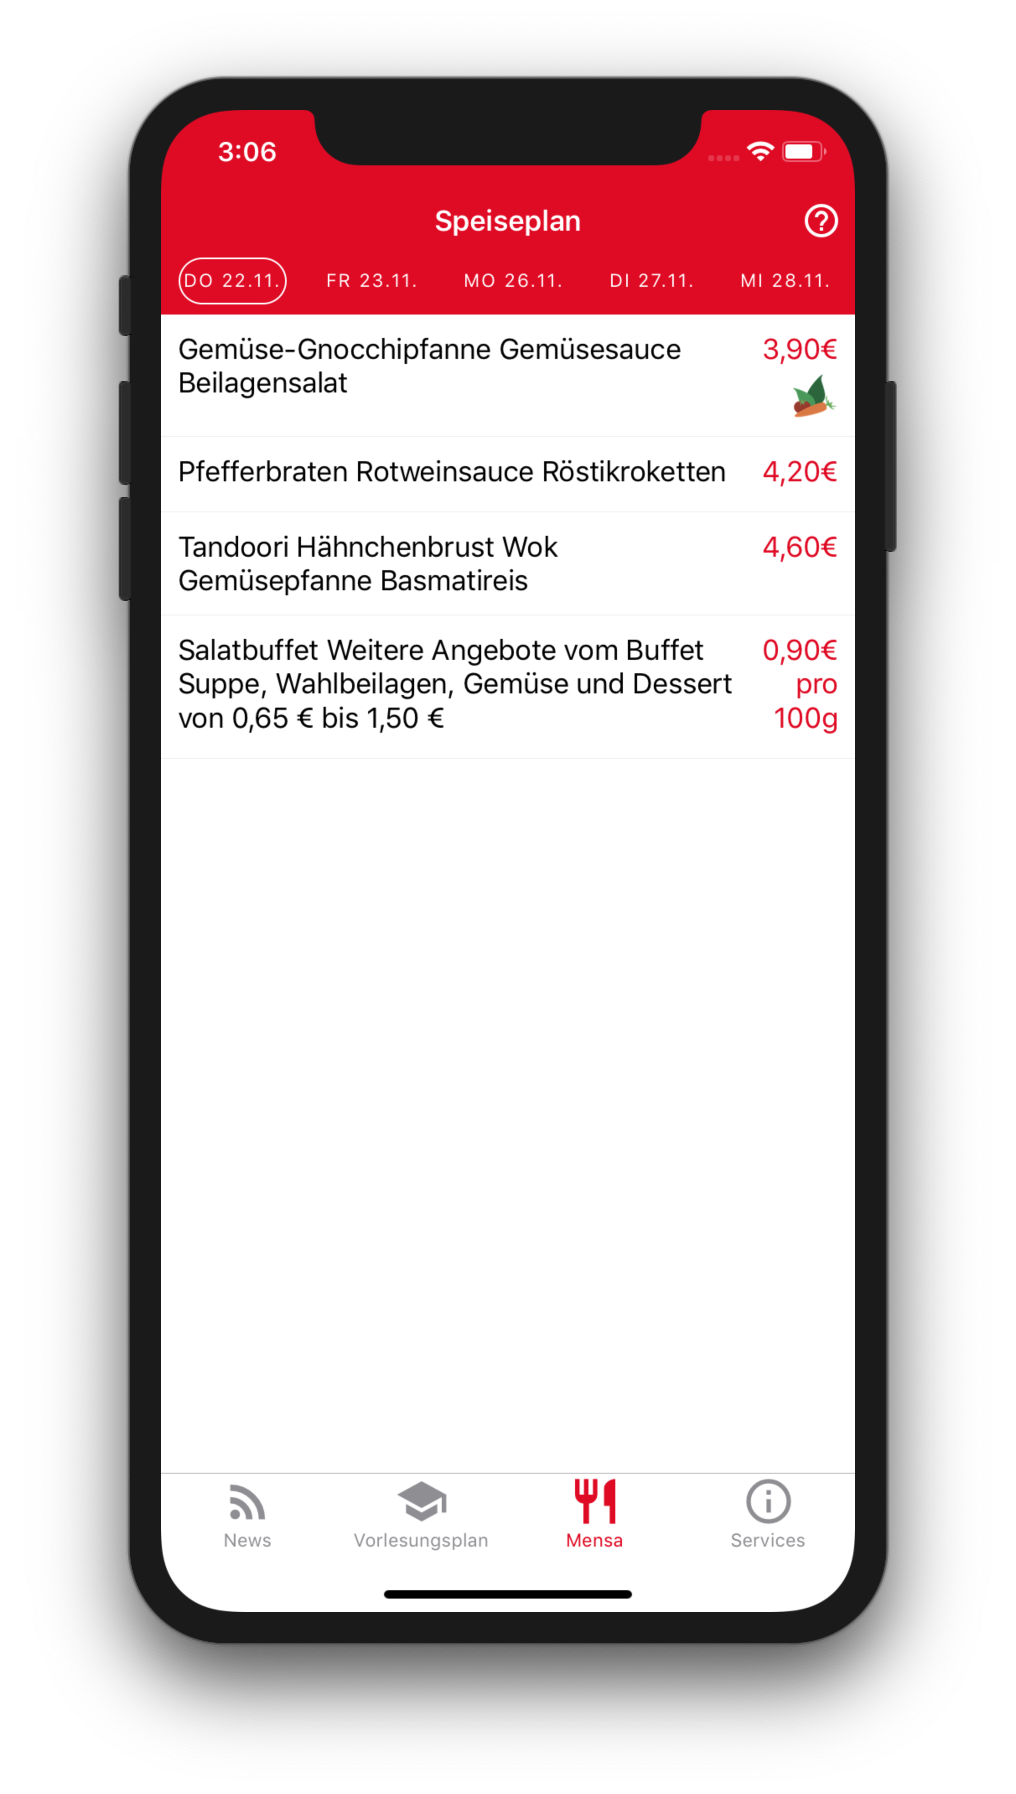 3:06
Speiseplan
DO 22.11. FR 23.11. MO 26.11. DI 27.11. MI 28.11.
Gemüse-Gnocchipfanne Gemüsesauce 3,90€
Beilagensalat
Pfefferbraten Rotweinsauce Röstikroketten 4,20€
Tandoori Hähnchenbrust Wok 4,60€
Gemüsepfanne Basmatireis
Salatbuffet Weitere Angebote vom Buffet 0,90€
Suppe, Wahlbeilagen, Gemüse und Dessert pro
von 0,65 € bis 1,50 € 100g
News Vorlesungsplan Mensa Services